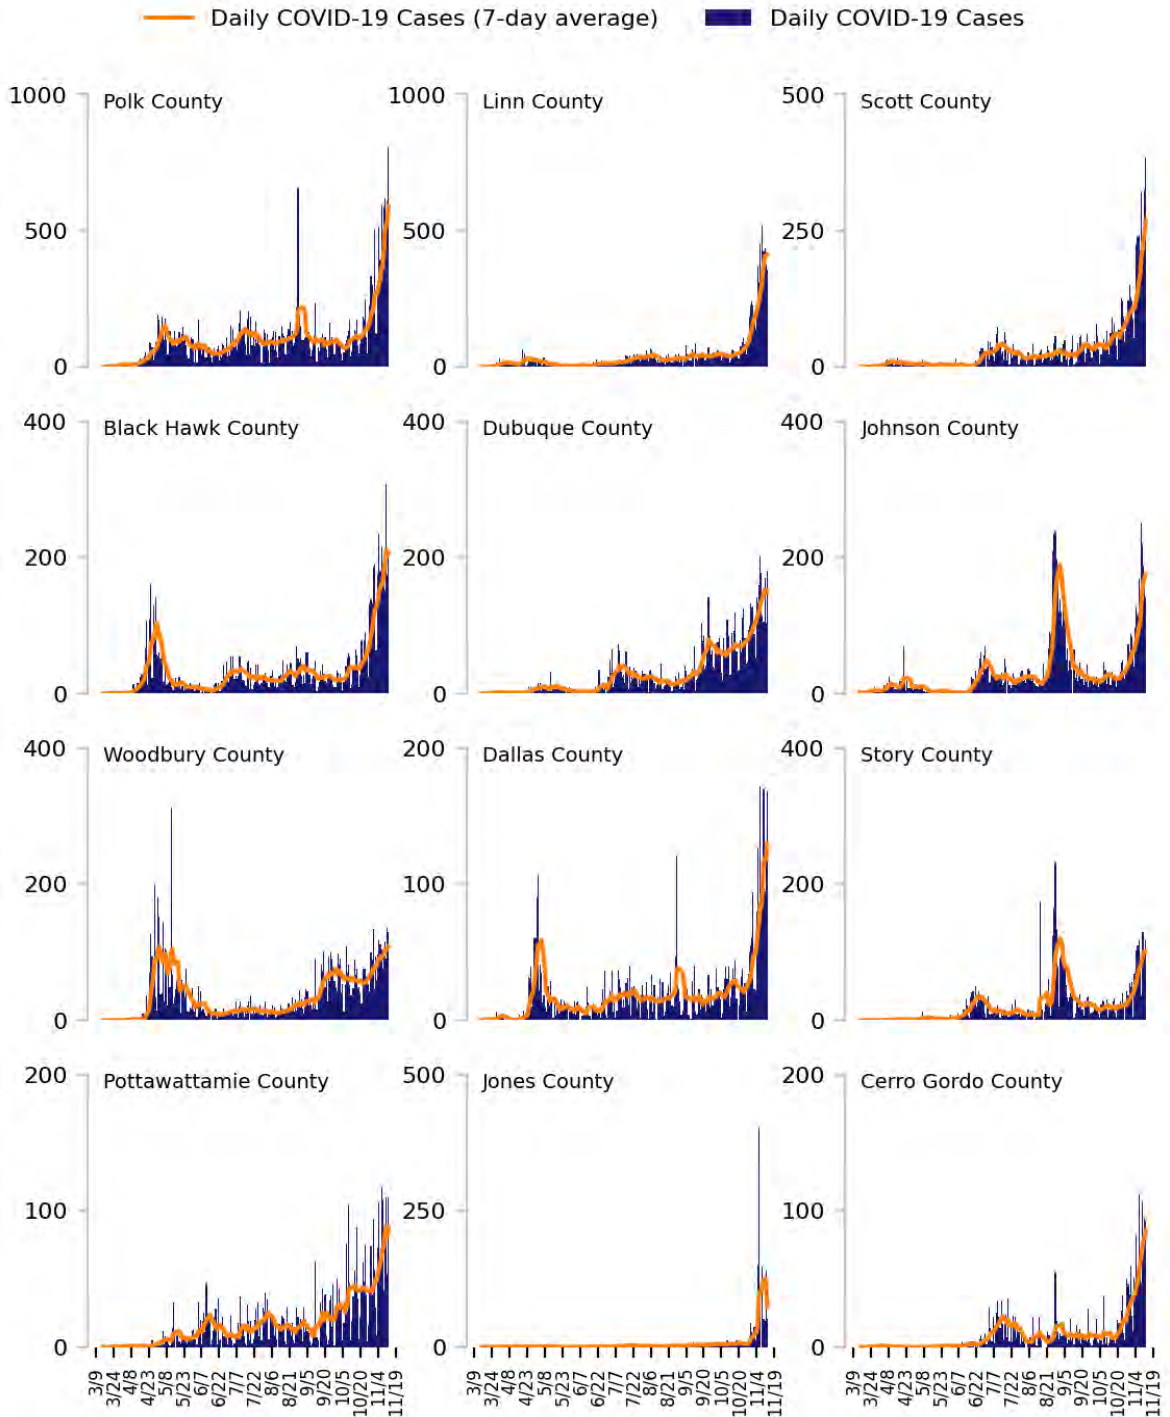 Daily COVID-19 Cases (7-day average) Daily COVID-19 Cases
1000 Polk County 1000 Linn County 500 Scott County
500 500 250
0 0 0
400 Black Hawk County 400 Dubuque County 400 Johnson County
200 200 200
0 0 0
400 Woodbury County 200 Dallas County 400 Story County
200 100 200
0 0 0
200 Pottawattamie County 500 Jones County 200 Cerro Gordo County
100 250 100
0 0 0
3/9 3/24 4/8 4/23 5/8 5/23 6/7 6/22 7/7 7/22 8/6 8/21 9/5 9/20 10/5 10/20 11/4 11/19 3/9 3/24 4/8 4/23 5/8 5/23 6/7 6/22 7/7 7/22 8/6 8/21 9/5 9/20 10/5 10/20 11/4 11/19 3/9 3/24 4/8 4/23 5/8 5/23 6/7 6/22 7/7 7/22 8/6 8/21 9/5 9/20 10/5 10/20 11/4 11/19